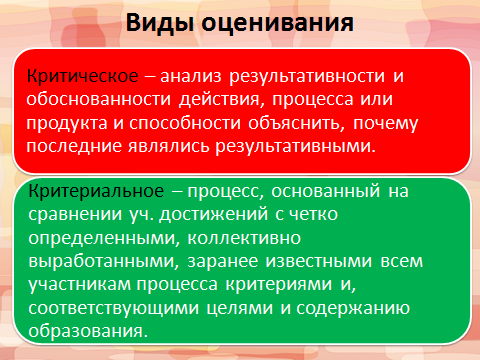 Виды оценивания
Критическое – анализ результативности и
обоснованности действия, процесса или
продукта и способности объяснить, почему
последние являлись результативными.
Критериальное – процесс, основанный на
сравнении уч. достижений с четко
определенными, коллективно
выработанными, заранее известными всем
участникам процесса критериями и,
соответствующими целями и содержанию
образования.